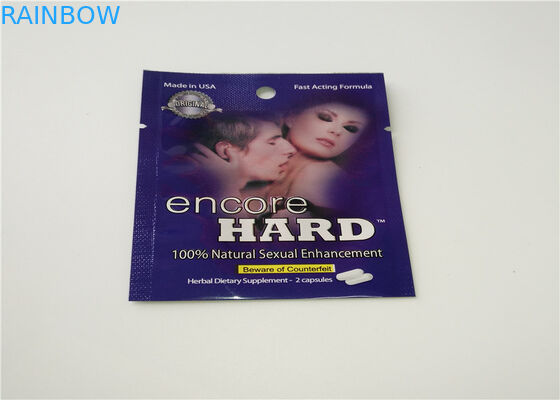 RAINBOW
Made in USA
Fast Acting Formula
ORIGINAL
encore
HARD™
100% Natural Sexual Enhancement
Beware of Counterfeit
Herbal Dietary Supplement - 2 capsules